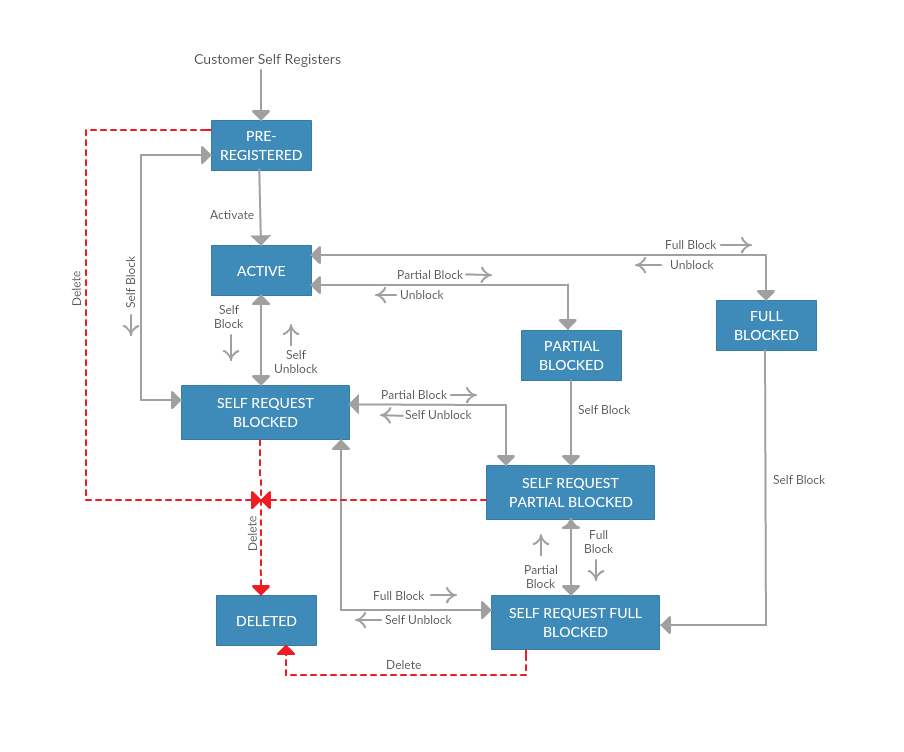 Customer Self Registers
PRE-
REGISTERED
Activate
Full Block
Unblock
ACTIVE
Partial Block
Unblock
Delete
Self Block
Self
Block
Self
Unblock
FULL
BLOCKED
PARTIAL
BLOCKED
SELF REQUEST
BLOCKED
Partial Block
Self Unblock
Self Block
Self Block
SELF REQUEST
PARTIAL BLOCKED
Delete
Full
Block
Partial
Block
Full Block
Self Unblock
DELETED
SELF REQUEST FULL
BLOCKED
Delete